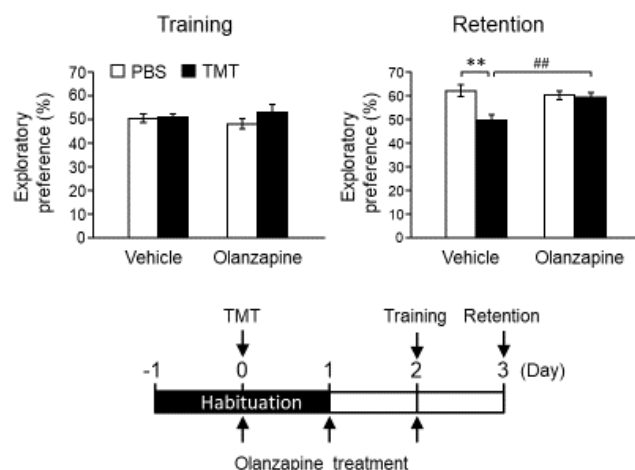 Training
PBS TMT
Exploratory
preference (%)
70
60
50
40
30
20
10
0
Vehicle Olanzapine
Retention
** ##
Exploratory
preference (%)
70
60
50
40
30
20
10
0
Vehicle Olanzapine
TMT Training Retention
-1 0 1 2 3 (Day)
Habituation
Olanzapine treatment